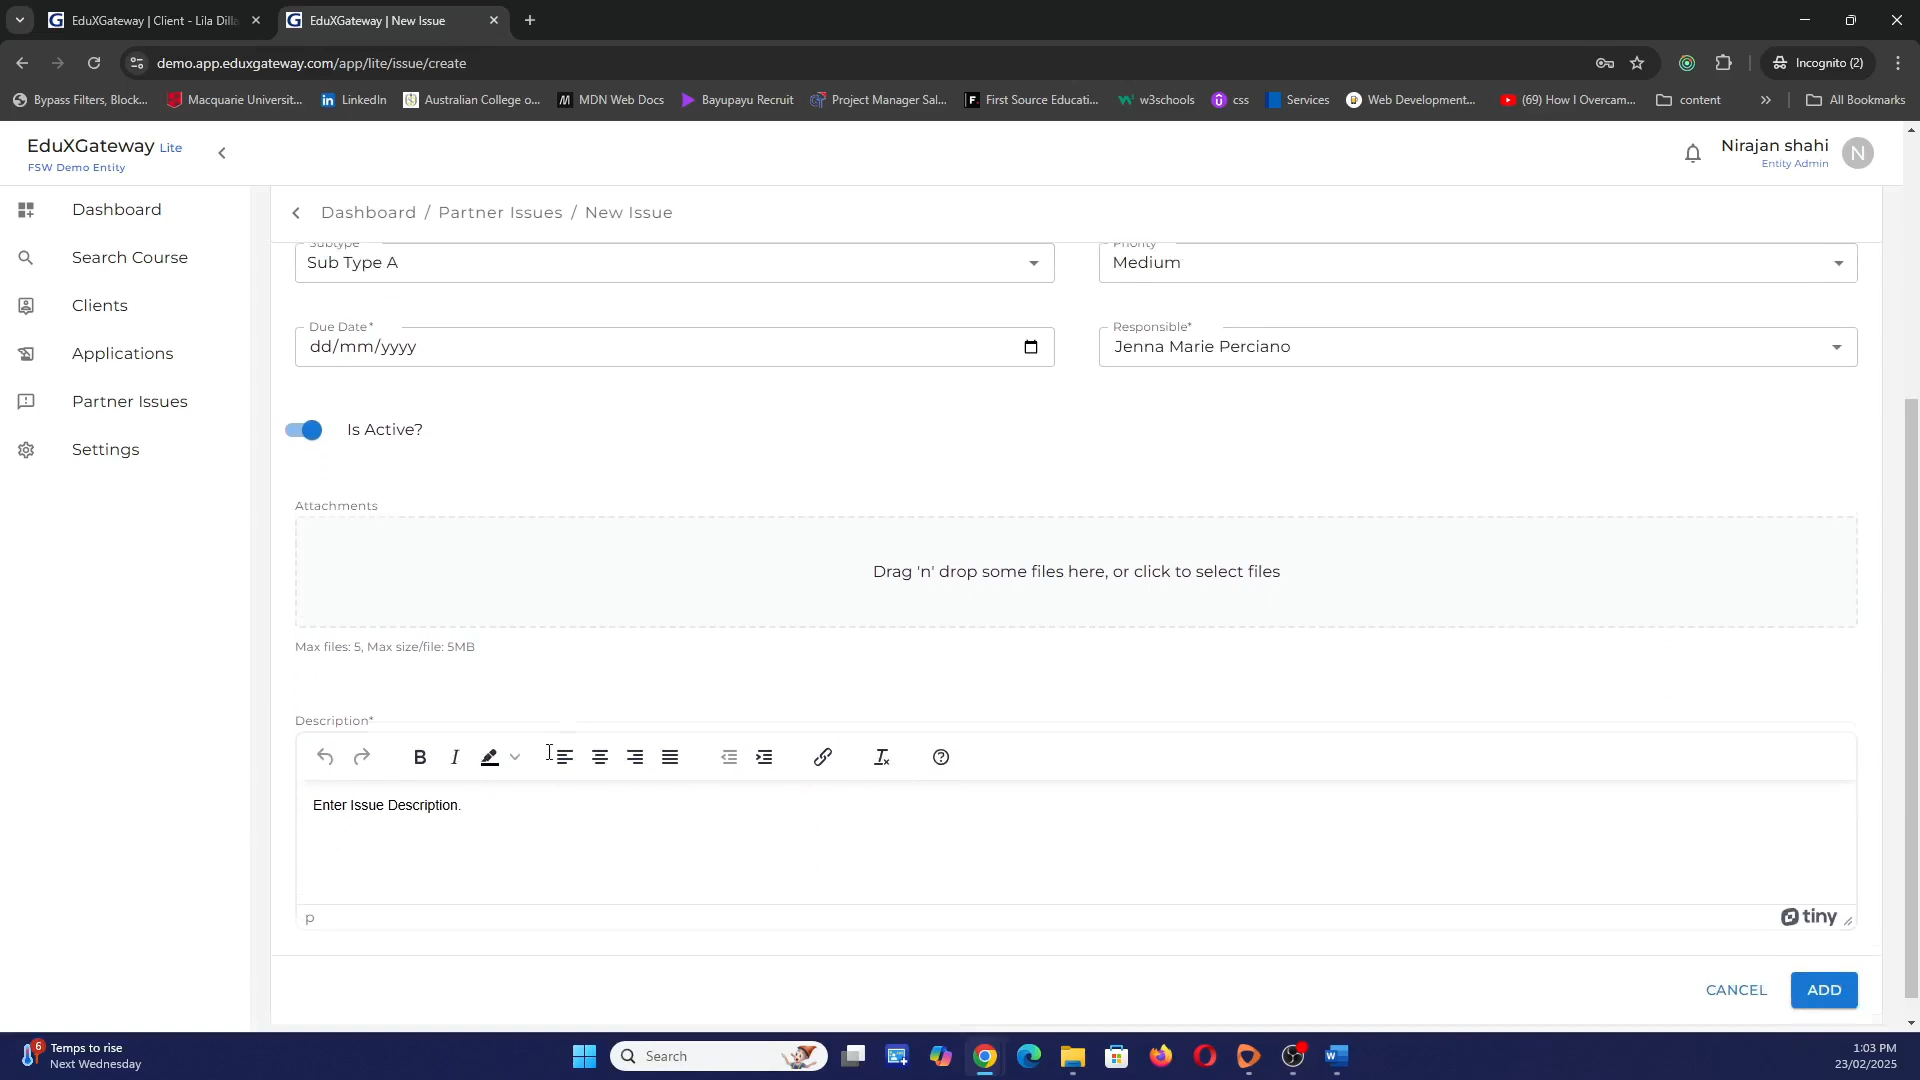 EduXGateway | Client - Lila Dilla
EduXGateway | New Issue
demo.app.eduxgateway.com/app/lite/issue/create
Incognito (2)
Bypass Filters, Block...
Macquarie Universit...
LinkedIn
Australian College o...
MDN Web Docs
Bayupayu Recruit
Project Manager Sal...
First Source Educati...
w3schools
css
Services
Web Development...
(69) How I Overcam...
content
All Bookmarks
EduXGateway Lite
FSW Demo Entity
Nirajan shahi
Entity Admin
N
Dashboard
Search Course
Clients
Applications
Partner Issues
Settings
Dashboard / Partner Issues / New Issue
Subtype
Sub Type A
Priority
Medium
Due Date*
dd/mm/yyyy
Responsible*
Jenna Marie Perciano
Is Active?
Attachments
Drag 'n' drop some files here, or click to select files
Max files: 5, Max size/file: 5MB
Description*
Enter Issue Description.
p
tiny
CANCEL
ADD
6
Temps to rise
Next Wednesday
Search
1:03 PM
23/02/2025